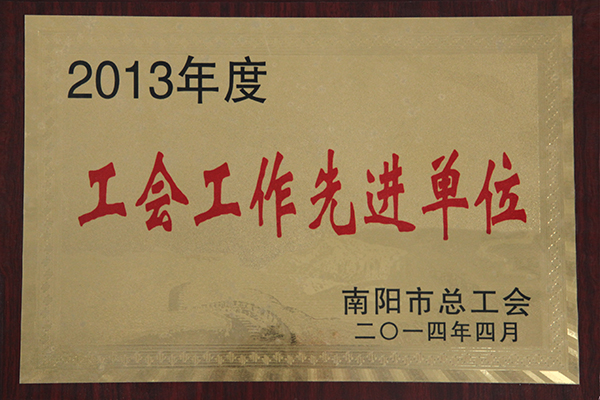 2013年度
工会工作先进单位
南阳市总工会
二〇一四年四月